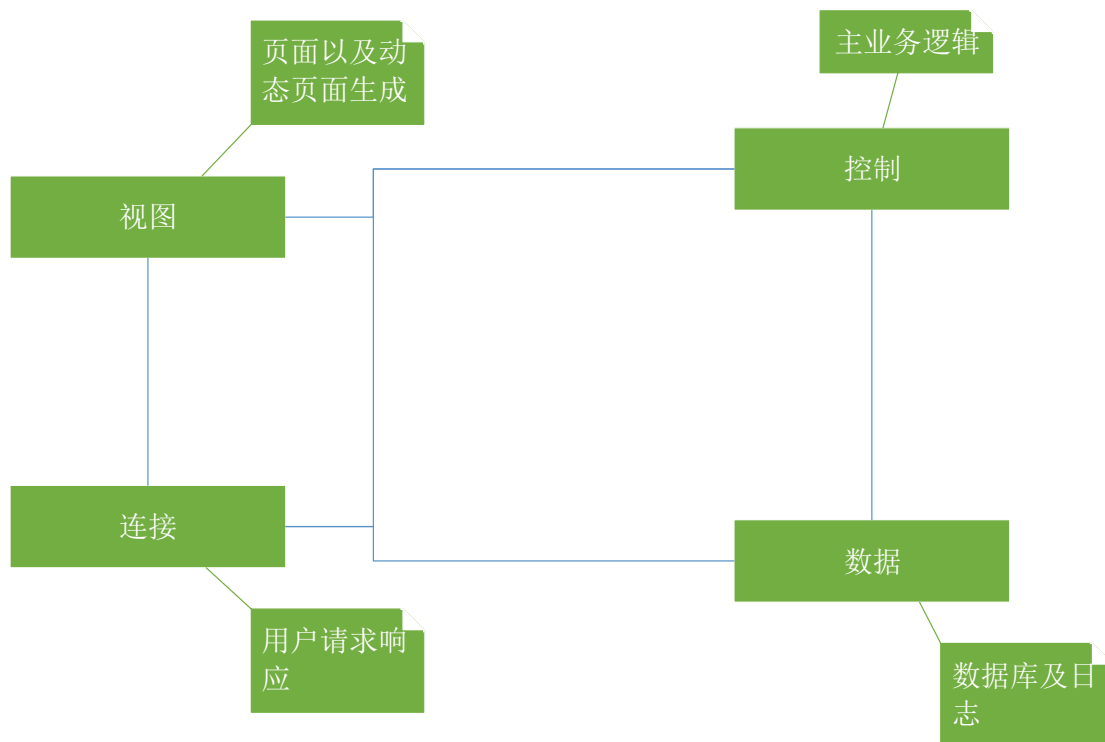 页面以及动
态页面生成
主业务逻辑
控制
视图
连接
数据
用户请求响
应
数据库及日
志